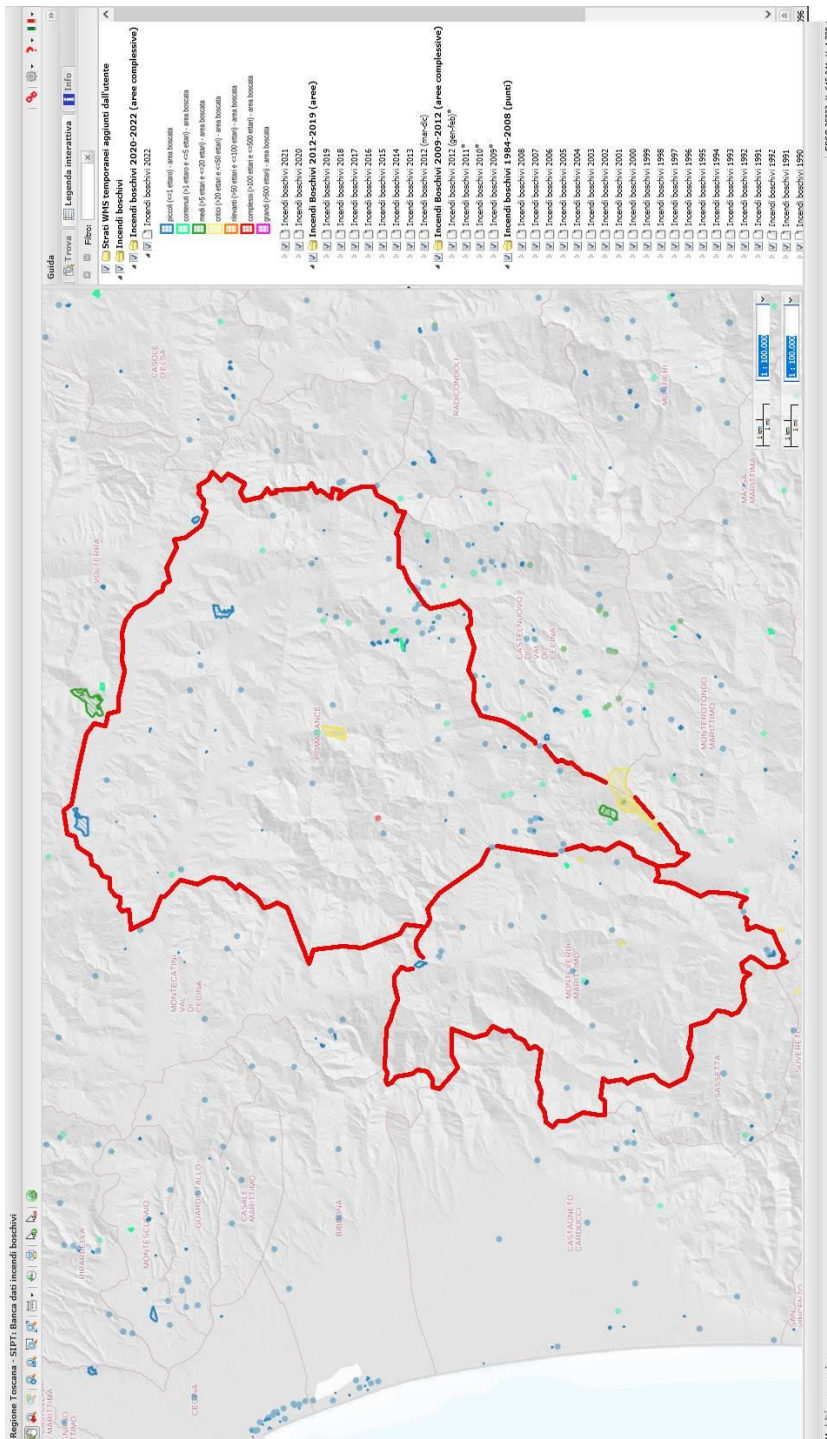 Regione Toscana - SIPT: Banca dati incendi boschivi
Guida
Trova
Legenda interattiva
Info
Filtro:
Strati WMS temporanei aggiunti dall'utente
Incendi boschivi
Incendi Boschivi 2020-2022 (aree complessive)
Incendi boschivi 2022
piccoli (<=1 ettaro) - area boscata
contenuti (>1 ettaro e <=5 ettari) - area boscata
medi (>5 ettari e <=20 ettari) - area boscata
critici (>20 ettari e <=50 ettari) - area boscata
rilevanti (>50 ettari e <=100 ettari) - area boscata
complessi (>100 ettari e <=500 ettari) - area boscata
grandi (>500 ettari) - area boscata
Incendi boschivi 2021
Incendi boschivi 2020
Incendi Boschivi 2012-2019 (aree)
Incendi boschivi 2019
Incendi boschivi 2018
Incendi boschivi 2017
Incendi boschivi 2016
Incendi boschivi 2015
Incendi boschivi 2014
Incendi boschivi 2013
Incendi boschivi 2012 (mar-dic)
Incendi Boschivi 2009-2012 (aree complessive)
Incendi boschivi 2012 (gen-feb)*
Incendi boschivi 2011*
Incendi boschivi 2010*
Incendi boschivi 2009*
Incendi boschivi 1984-2008 (punti)
Incendi boschivi 2008
Incendi boschivi 2007
Incendi boschivi 2006
Incendi boschivi 2005
Incendi boschivi 2004
Incendi boschivi 2003
Incendi boschivi 2002
Incendi boschivi 2001
Incendi boschivi 2000
Incendi boschivi 1999
Incendi boschivi 1998
Incendi boschivi 1997
Incendi boschivi 1996
Incendi boschivi 1995
Incendi boschivi 1994
Incendi boschivi 1993
Incendi boschivi 1992
Incendi boschivi 1991
Incendi boschivi 1990
MARITTIMA
RIPARBELLA
MONTESCUDAIO
GUARDISTALLO
CASALE
MARITTIMO
CECINA
BIBBONA
MONTECATINI
VAL
DI
CECINA
VOLTERRA
CASOLE
D'ELSA
POMARANCE
RADICONDOLI
CASTELNUOVO
DI
VAL DI
CECINA
MONTEVERDI
MARITTIMO
CASTAGNETO
CARDUCCI
SASSETTA
MONTEROTONDO
MARITTIMO
MONTIERI
MASSA
MARITTIMA
SUVERETO
SAN
VINCENZO
1 km
1 mi
1 : 100.000
1 km
1 mi
1 : 100.000